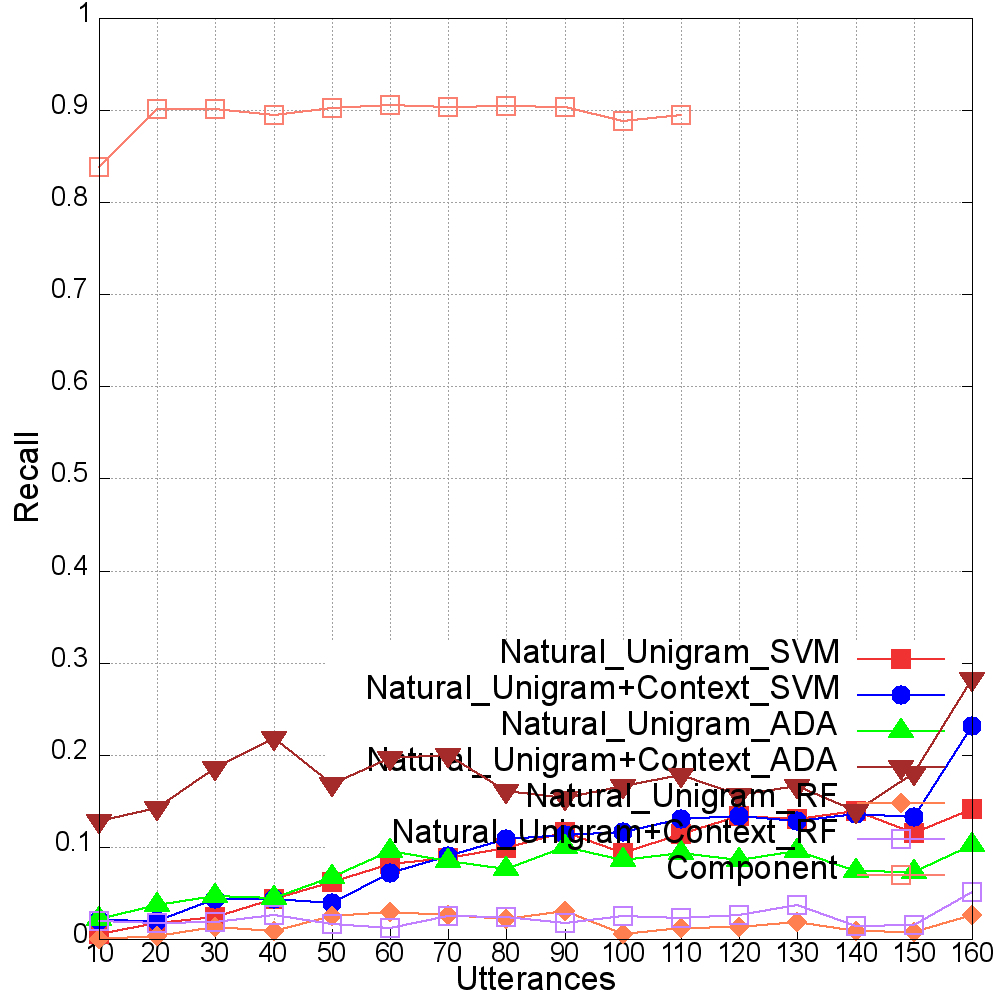 1
0.9
0.8
0.7
0.6
0.5
0.4
0.3
0.2
0.1
0
Recall
Natural_Unigram_SVM
Natural_Unigram+Context_SVM
Natural_Unigram_ADA
Natural_Unigram+Context_ADA
Natural_Unigram_RF
Natural_Unigram+Context_RF
Component
10 20 30 40 50 60 70 80 90 100 110 120 130 140 150 160
Utterances